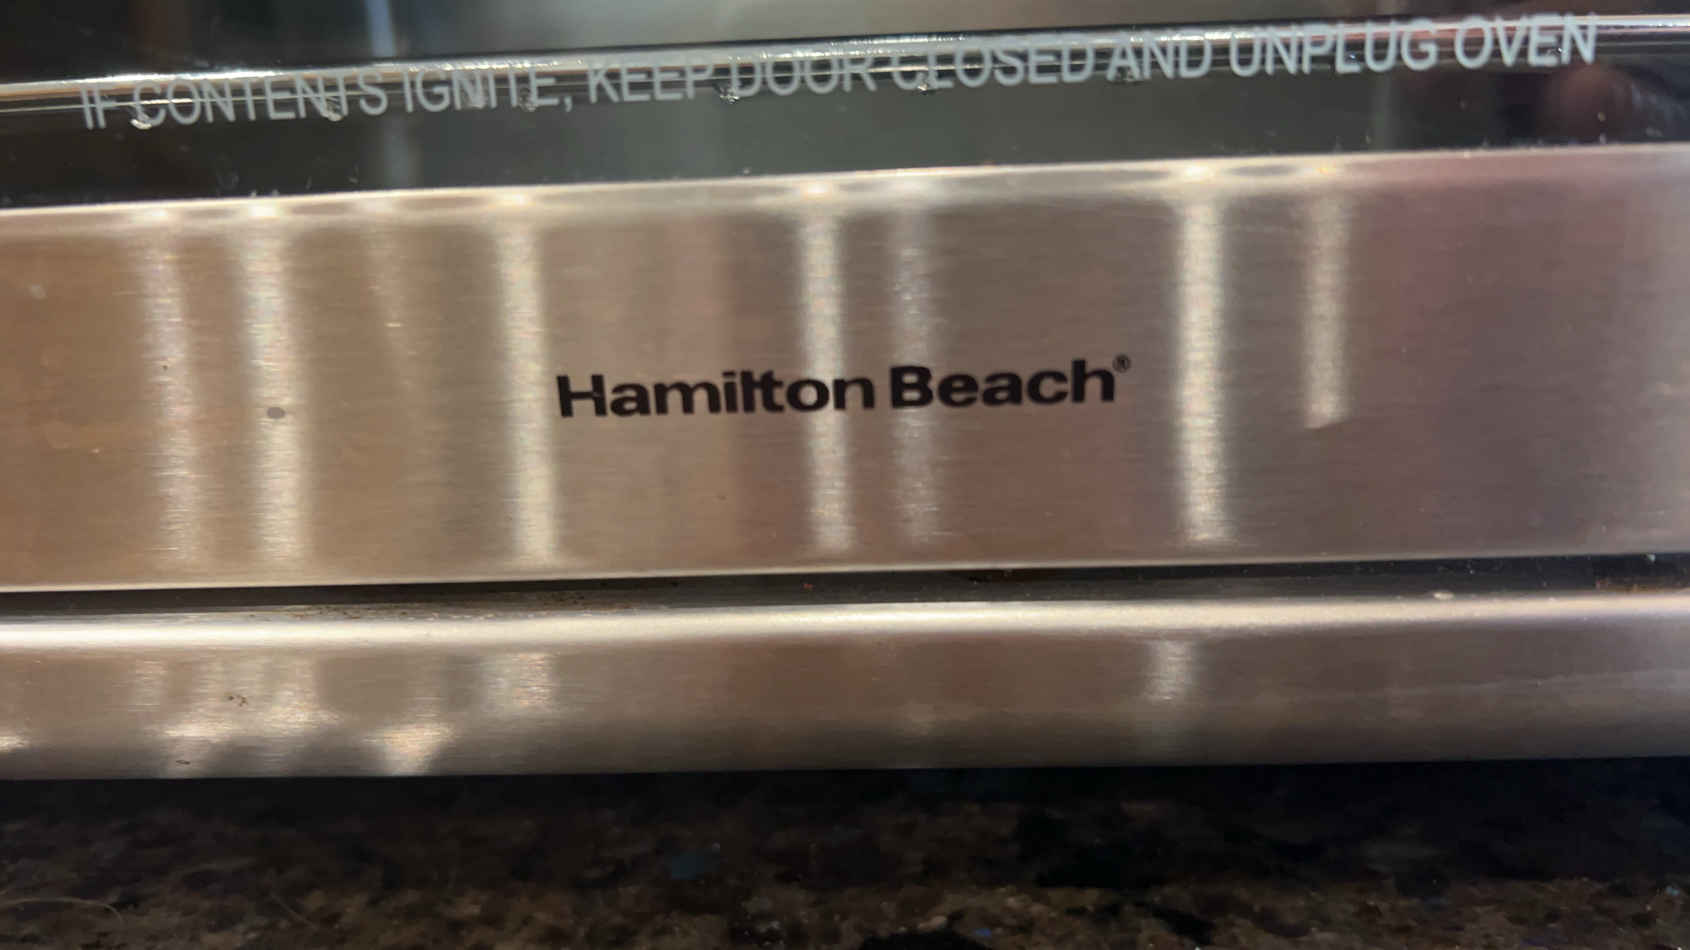 IF CONTENTS IGNITE, KEEP DOOR CLOSED AND UNPLUG OVEN
Hamilton Beach®